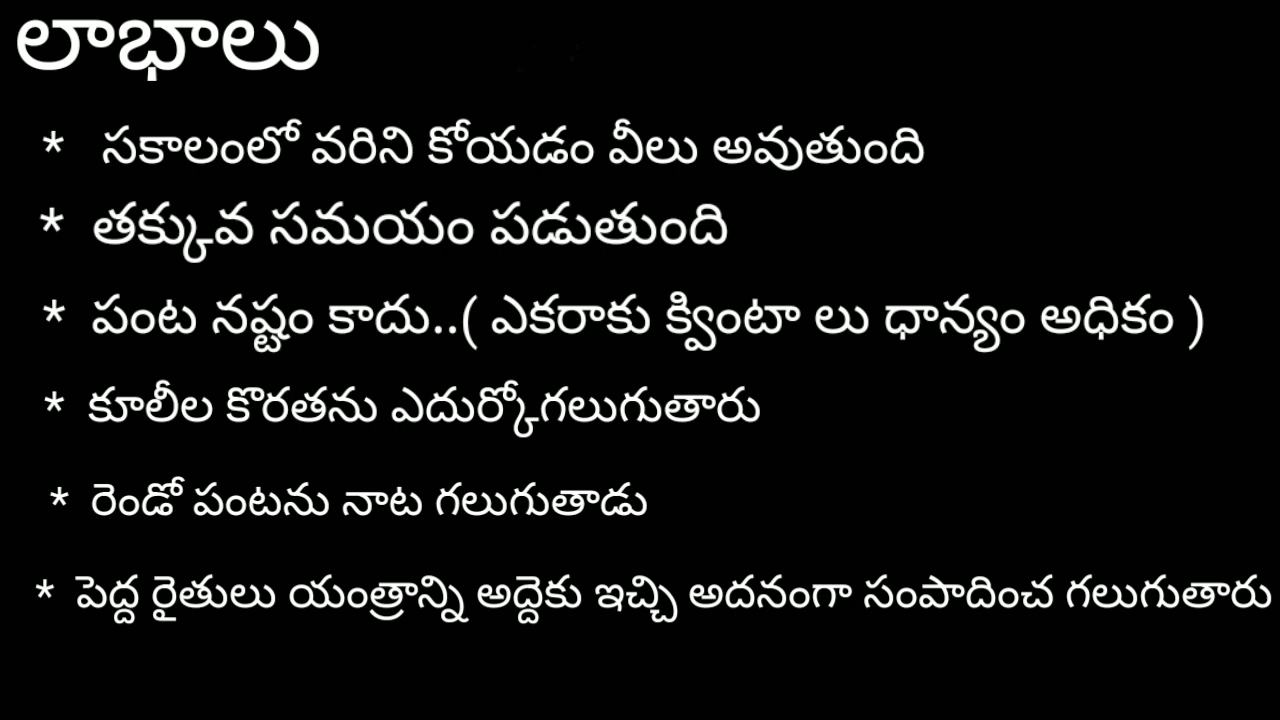 లాభాలు
* సకాలంలో వరిని కోయడం వీలు అవుతుంది
* తక్కువ సమయం పడుతుంది
* పంట నష్టం కాదు..( ఎకరాకు క్వింటా లు ధాన్యం అధికం )
* కూలీల కొరతను ఎదుర్కోగలుగుతారు
* రెండో పంటను నాట గలుగుతాడు
* పెద్ద రైతులు యంత్రాన్ని అద్దెకు ఇచ్చి అదనంగా సంపాదించ గలుగుతారు